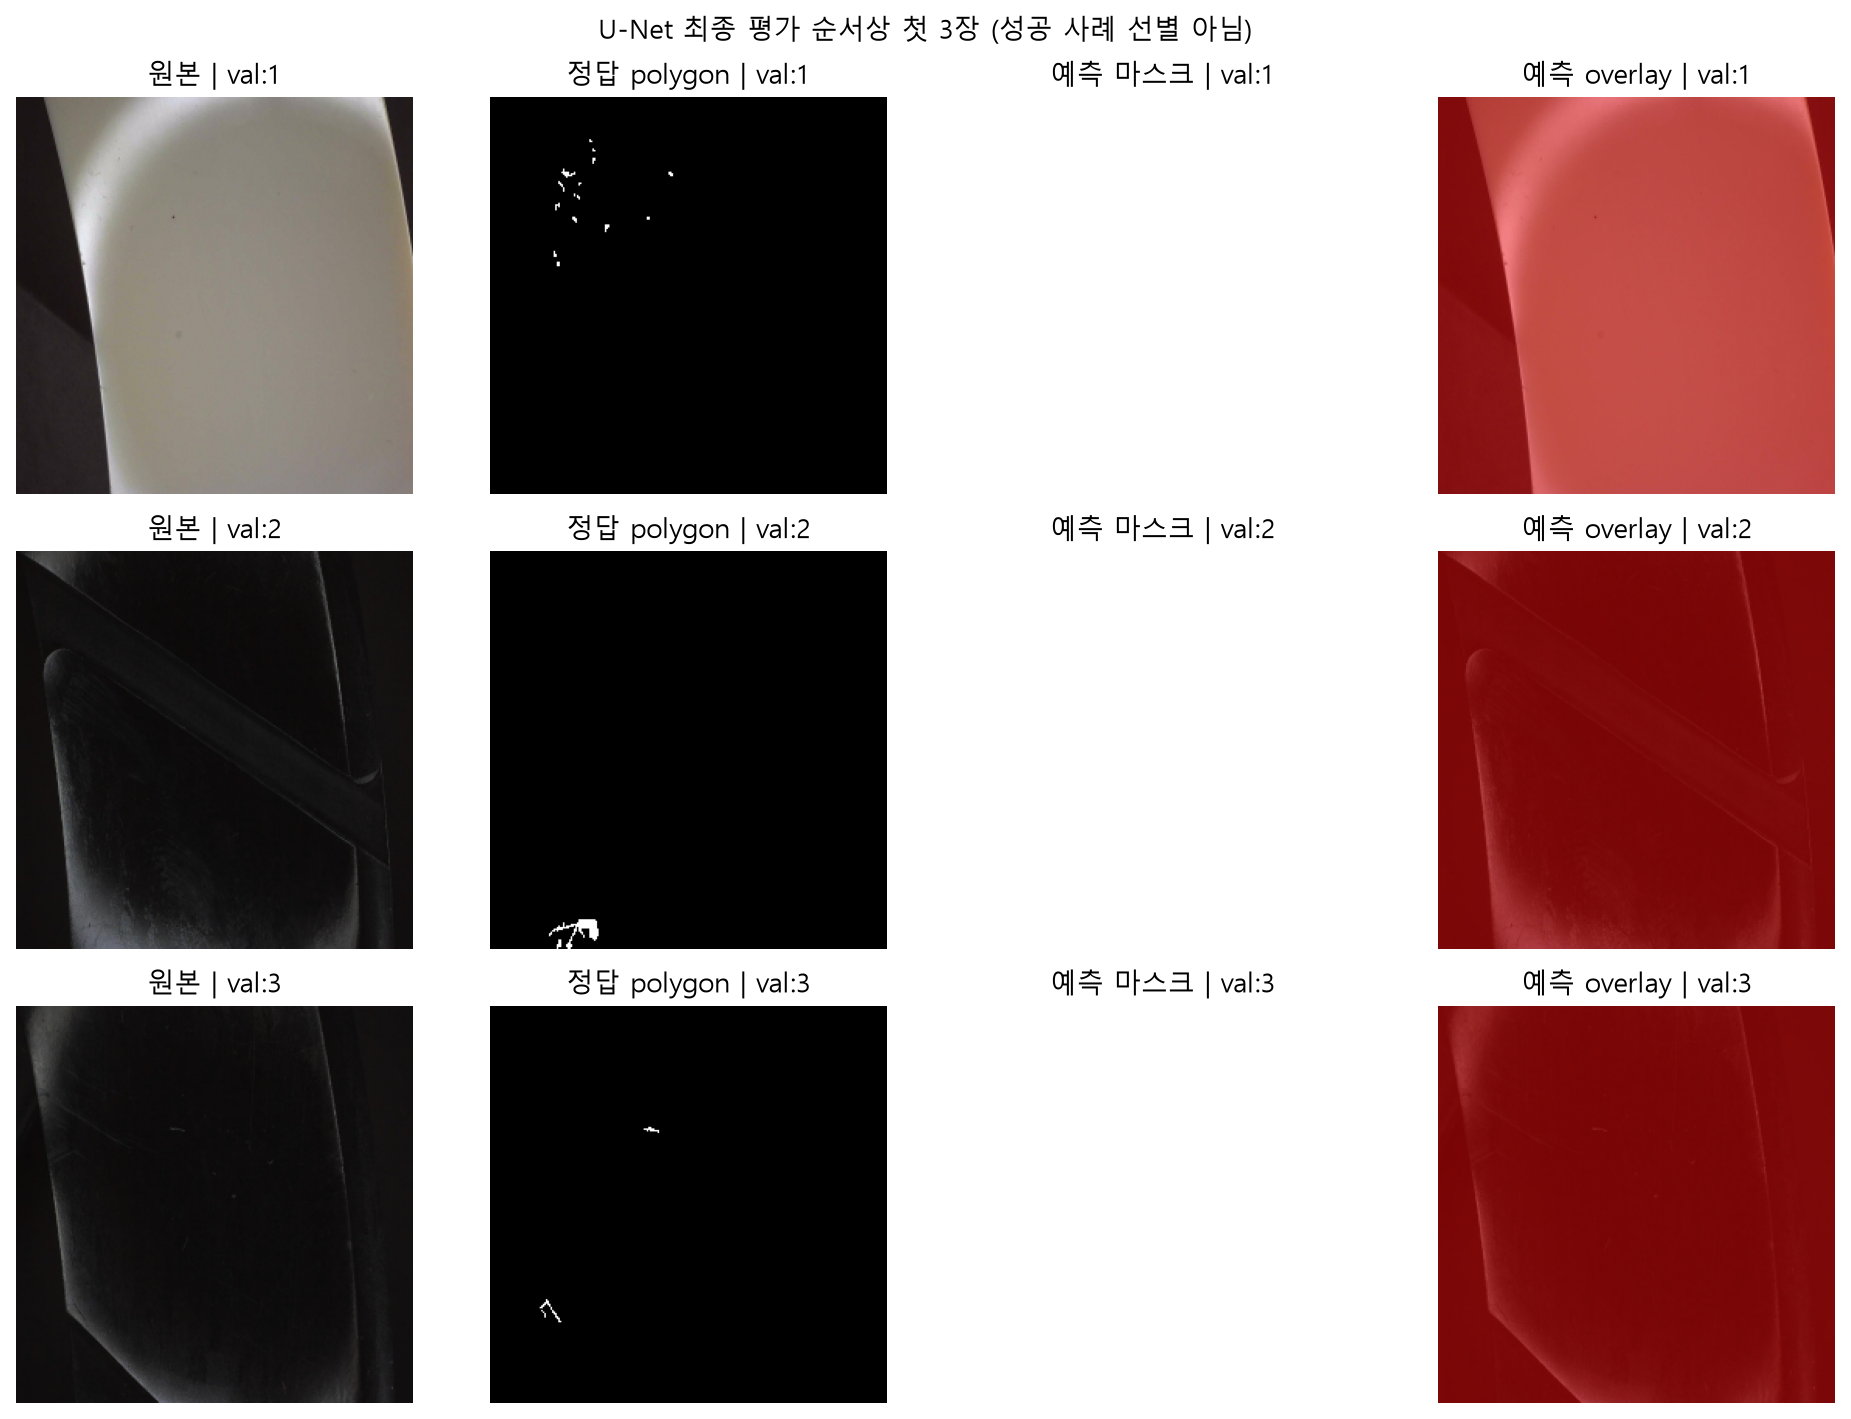 U-Net 최종 평가 순서상 첫 3장 (성공 사례 선별 아님)
원본 | val:1
정답 polygon | val:1
예측 마스크 | val:1
예측 overlay | val:1
원본 | val:2
정답 polygon | val:2
예측 마스크 | val:2
예측 overlay | val:2
원본 | val:3
정답 polygon | val:3
예측 마스크 | val:3
예측 overlay | val:3